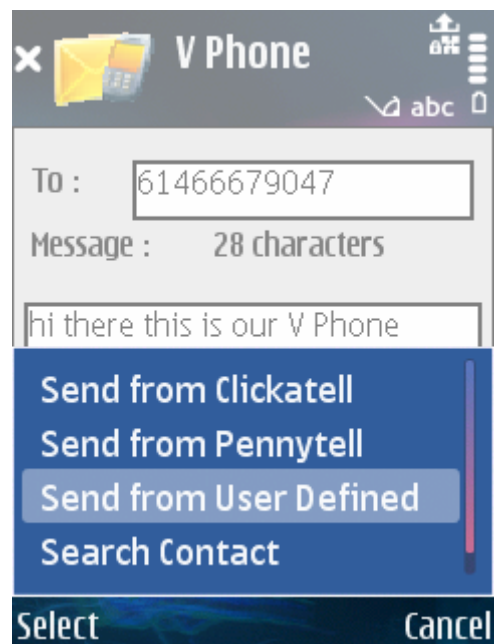 V Phone
abc
To : 61466679047
Message : 28 characters
hi there this is our V Phone
Send from Clickatell
Send from Pennytell
Send from User Defined
Search Contact
Select Cancel